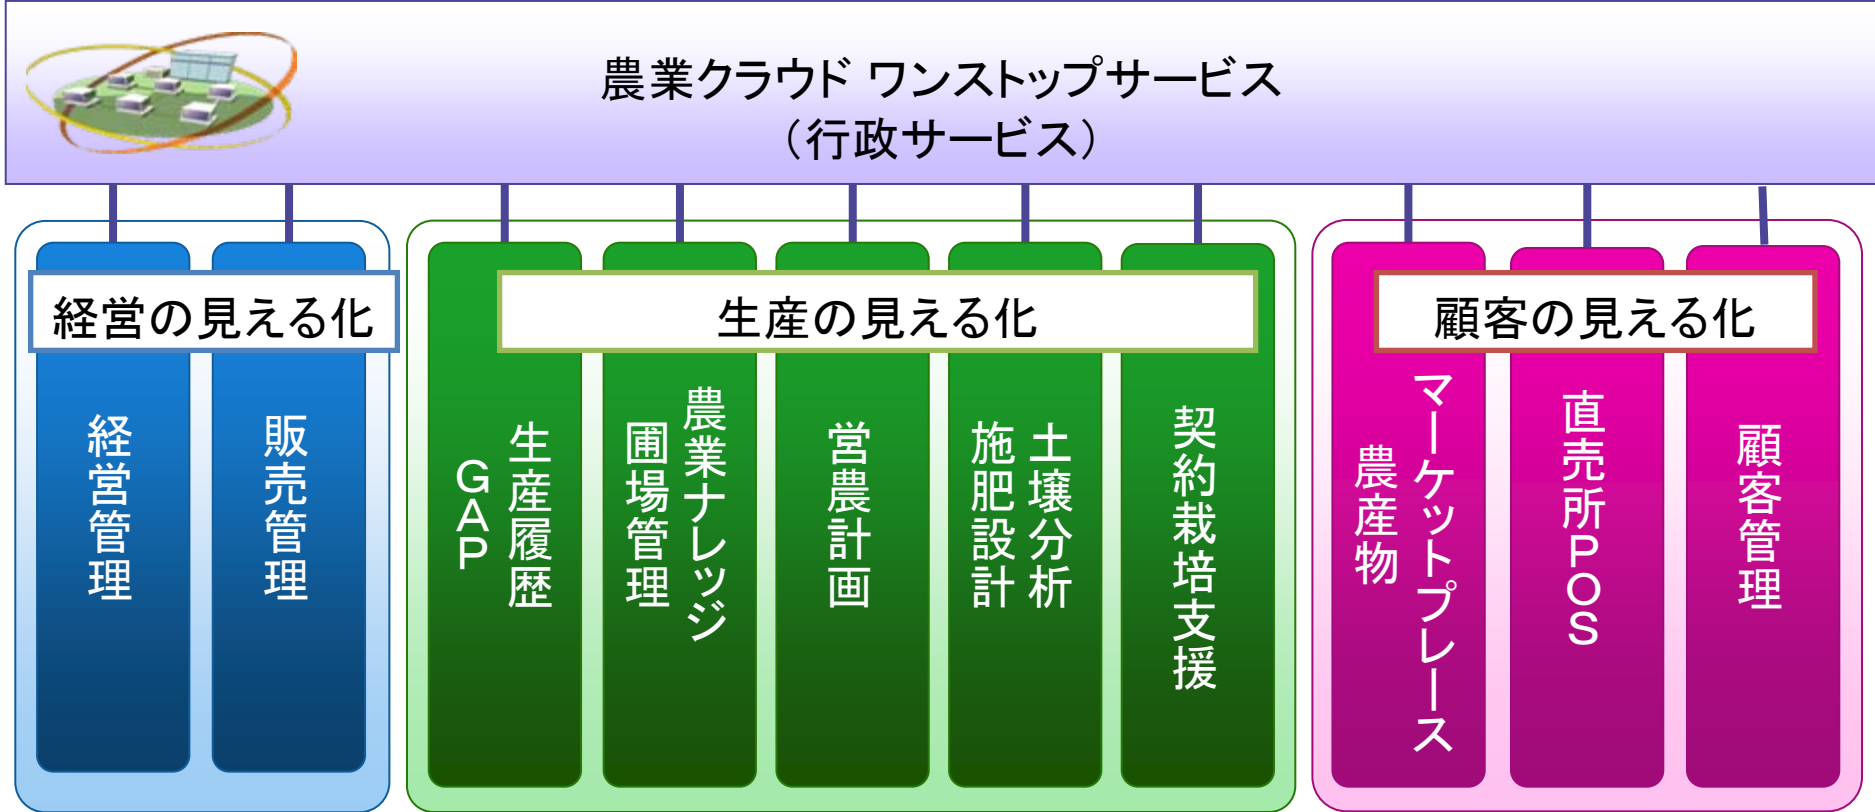 農業クラウド ワンストップサービス
（行政サービス）
経営の見える化
経営管理
販売管理
生産の見える化
生産履歴
ＧＡＰ
農業ナレッジ
圃場管理
営農計画
土壌分析
施肥設計
契約栽培支援
顧客の見える化
マーケットプレース
農産物
直売所ＰＯＳ
顧客管理